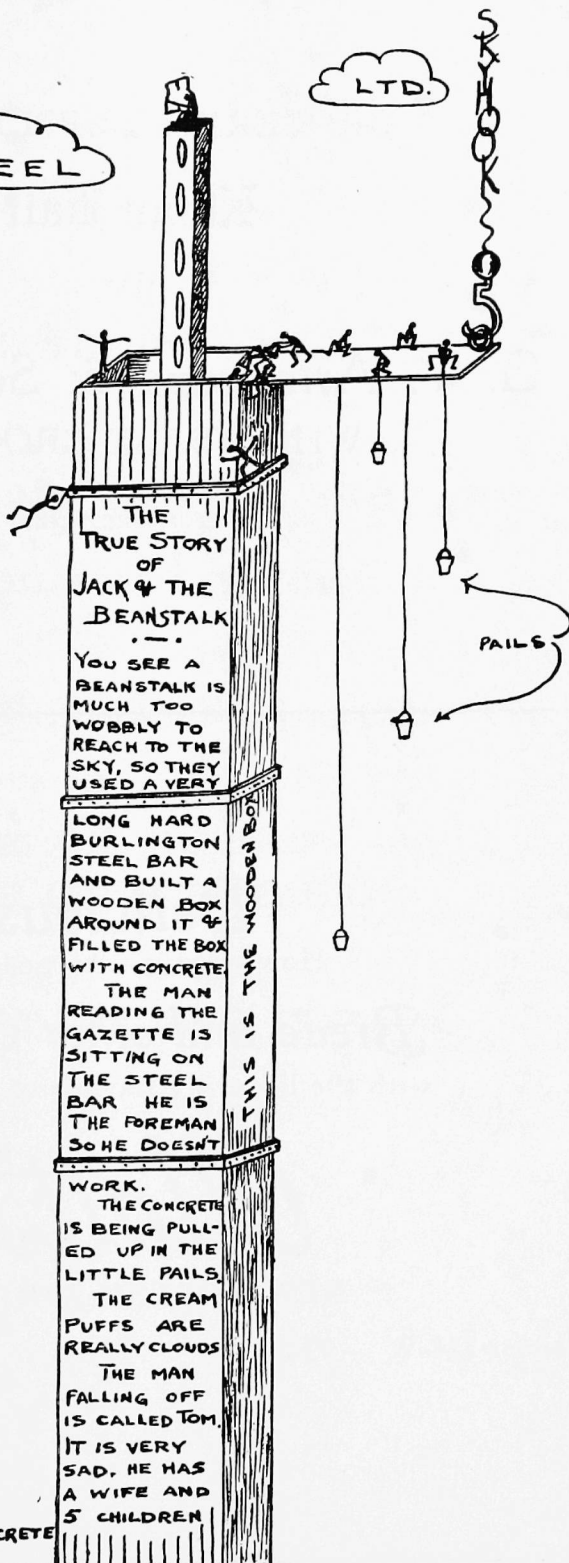 SKYHOOK
LTD.
EEL
THE
TRUE STORY
OF
JACK & THE
BEANSTALK
YOU SEE A
BEANSTALK IS
MUCH TOO
WOBBLY TO
REACH TO THE
SKY, SO THEY
USED A VERY
LONG HARD
BURLINGTON
STEEL BAR
AND BUILT A
WOODEN BOX
AROUND IT &
FILLED THE BOX
WITH CONCRETE.
THE MAN
READING THE
GAZETTE IS
SITTING ON
THE STEEL
BAR HE IS
THE FOREMAN
SO HE DOESN'T
WORK.
THE CONCRETE
IS BEING PULL-
ED UP IN THE
LITTLE PAILS.
THE CREAM
PUFFS ARE
REALLY CLOUDS
THE MAN
FALLING OFF
IS CALLED TOM.
IT IS VERY
SAD. HE HAS
A WIFE AND
5 CHILDREN
THIS IS THE WOODEN BOX
PAILS
CRETE